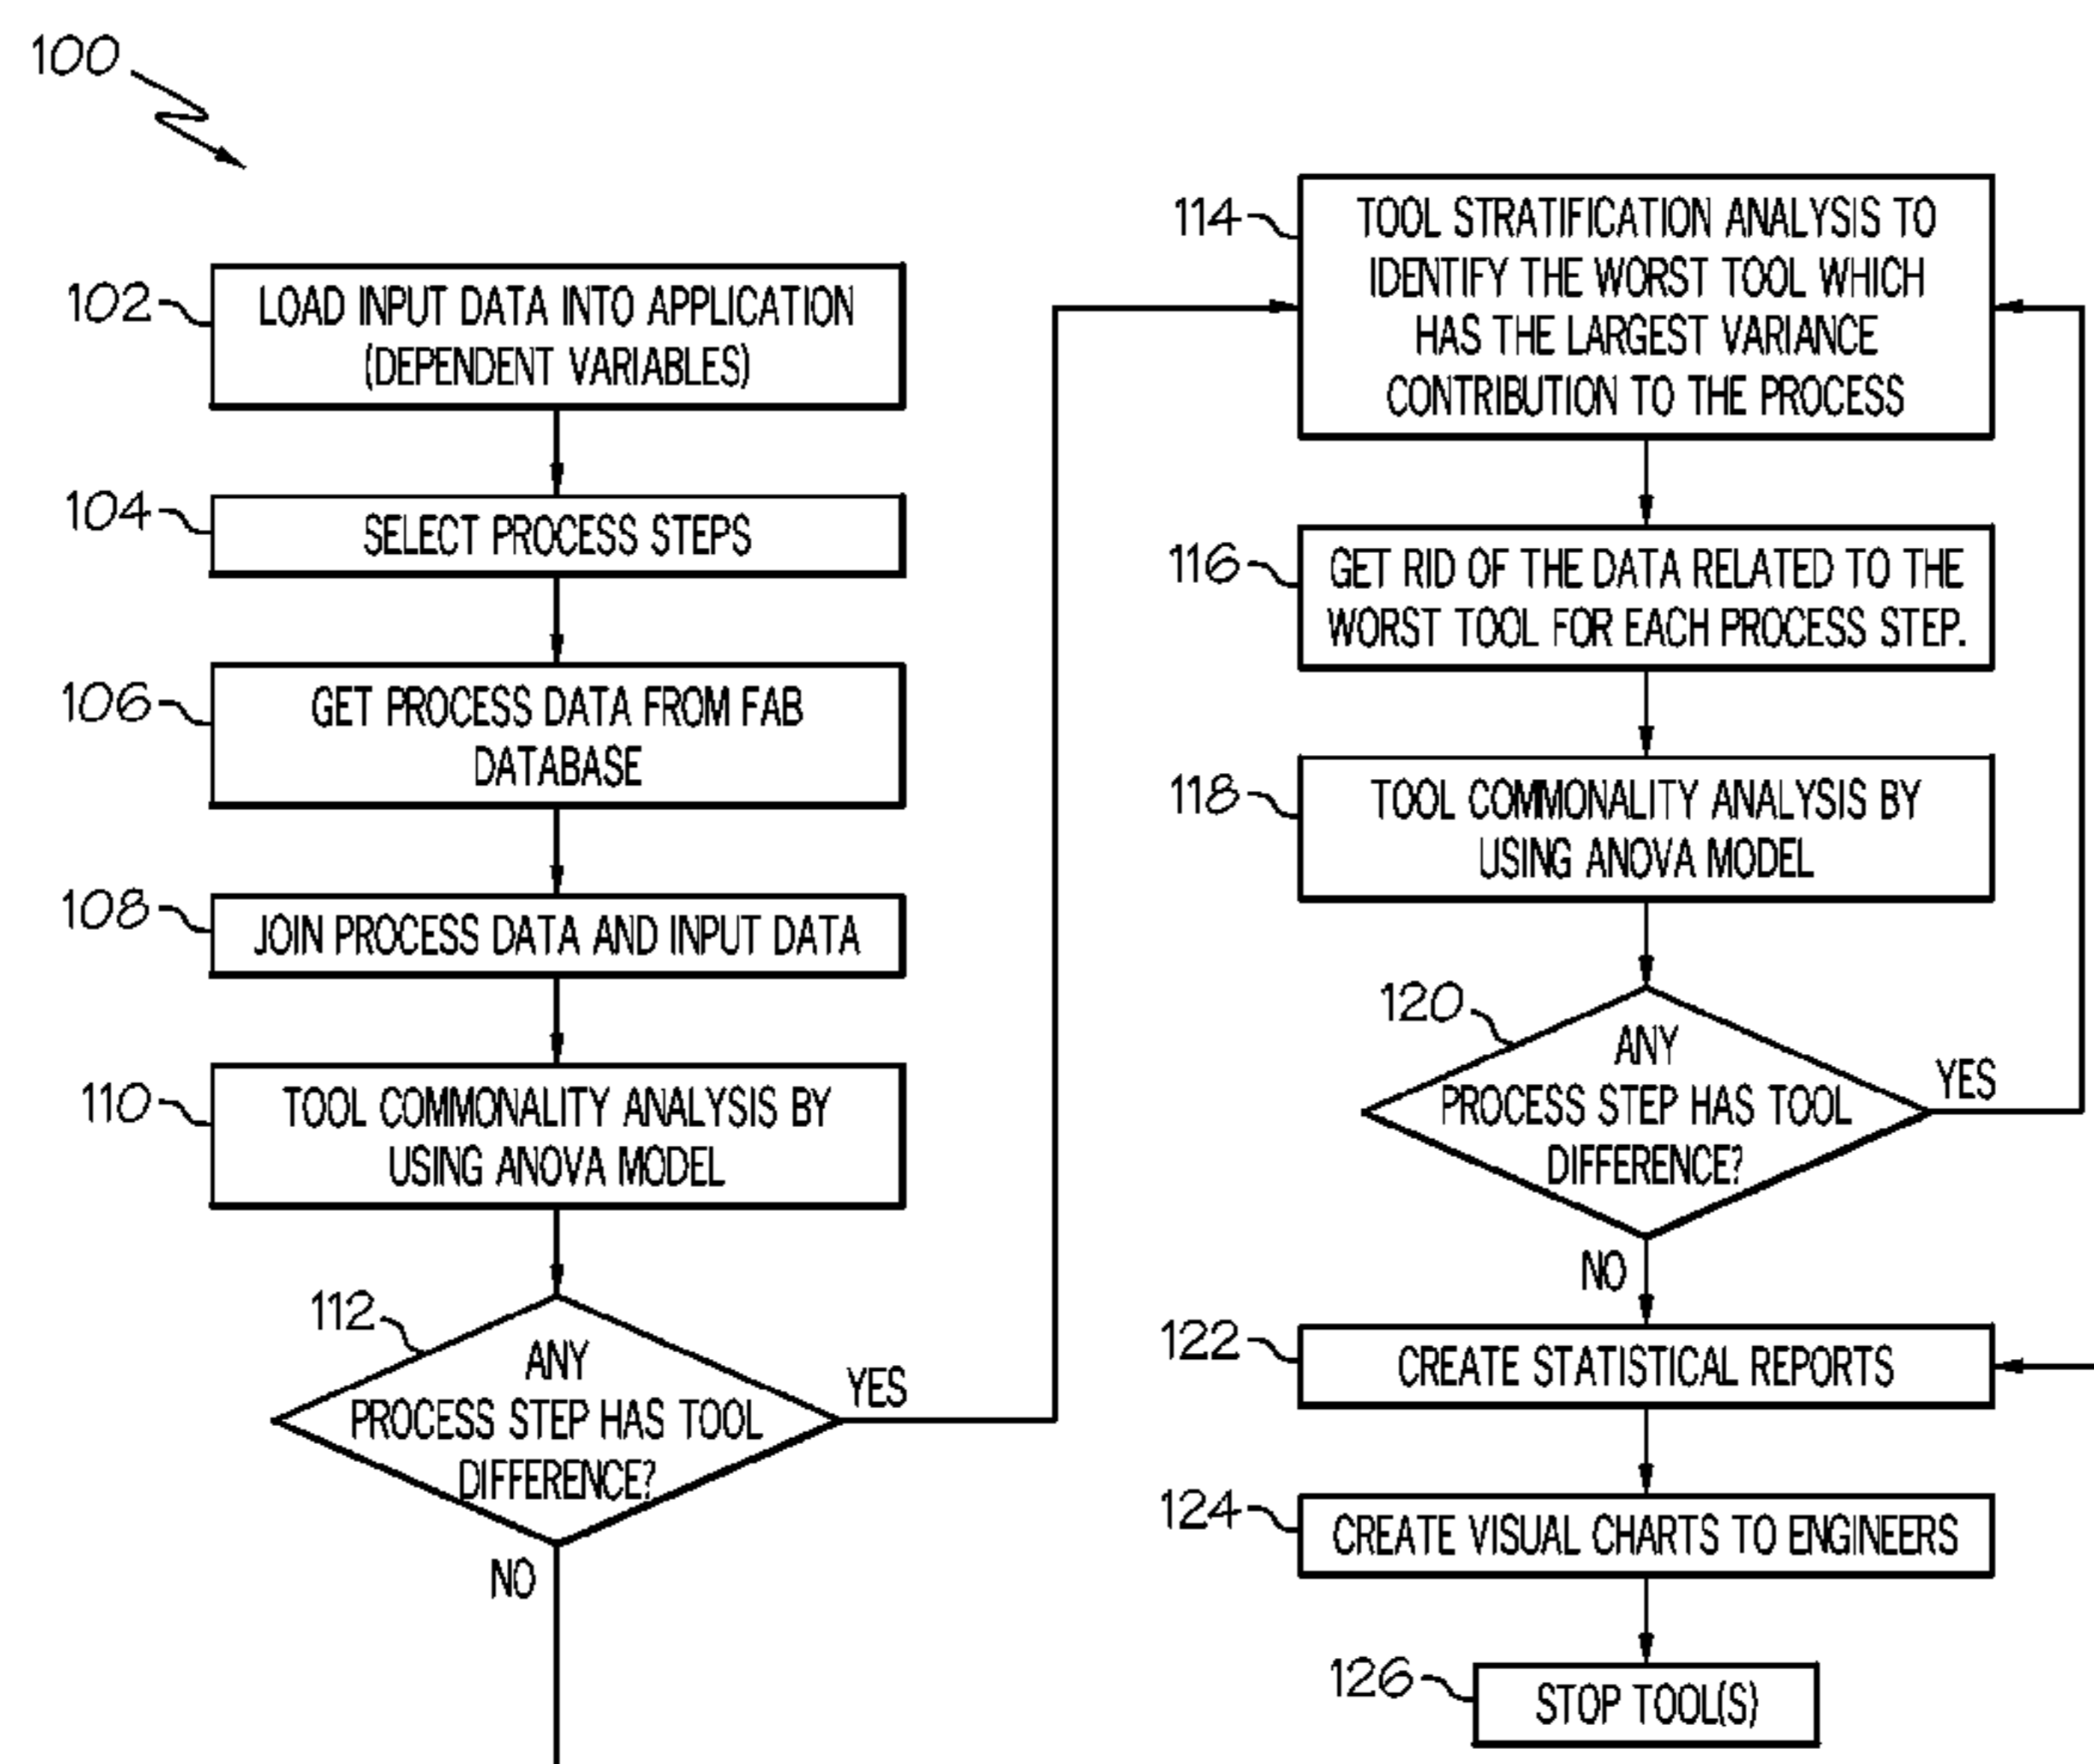 100
102
LOAD INPUT DATA INTO APPLICATION
(DEPENDENT VARIABLES)
104
SELECT PROCESS STEPS
106
GET PROCESS DATA FROM FAB
DATABASE
108
JOIN PROCESS DATA AND INPUT DATA
110
TOOL COMMONALITY ANALYSIS BY
USING ANOVA MODEL
112
ANY
PROCESS STEP HAS TOOL
DIFFERENCE?
YES
NO
114
TOOL STRATIFICATION ANALYSIS TO
IDENTIFY THE WORST TOOL WHICH
HAS THE LARGEST VARIANCE
CONTRIBUTION TO THE PROCESS
116
GET RID OF THE DATA RELATED TO THE
WORST TOOL FOR EACH PROCESS STEP.
118
TOOL COMMONALITY ANALYSIS BY
USING ANOVA MODEL
120
ANY
PROCESS STEP HAS TOOL
DIFFERENCE?
YES
NO
122
CREATE STATISTICAL REPORTS
124
CREATE VISUAL CHARTS TO ENGINEERS
126
STOP TOOL(S)